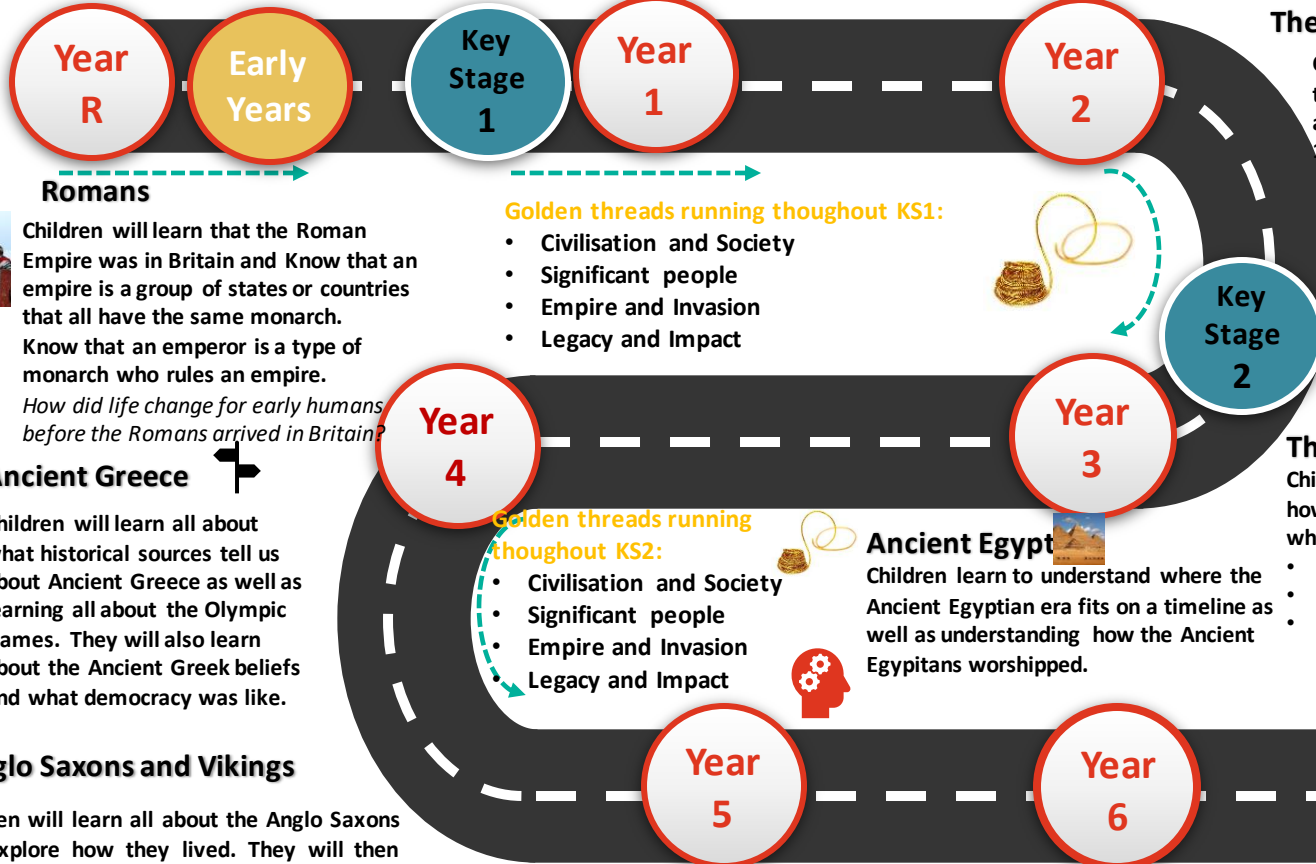 Year
R
Early
Years
Key
Stage
1
Year
1
Year
2
The
Romans
Children will learn that the Roman
Empire was in Britain and Know that an
empire is a group of states or countries
that all have the same monarch.
Know that an emperor is a type of
monarch who rules an empire.
How did life change for early humans
before the Romans arrived in Britain?
Golden threads running thoughout KS1:
• Civilisation and Society
• Significant people
• Empire and Invasion
• Legacy and Impact
Key
Stage
2
Year
4
Year
3
Ancient Greece
hildren will learn all about
hat historical sources tell us
bout Ancient Greece as well as
earning all about the Olympic
ames. They will also learn
bout the Ancient Greek beliefs
nd what democracy was like.
Golden threads running
thoughout KS2:
• Civilisation and Society
• Significant people
• Empire and Invasion
• Legacy and Impact
Ancient Egypt
Children learn to understand where the
Ancient Egyptian era fits on a timeline as
well as understanding how the Ancient
Egypitans worshipped.
Th
Chi
how
wh
•
•
•
glo Saxons and Vikings
en will learn all about the Anglo Saxons
xplore how they lived. They will then
Year
5
Year
6